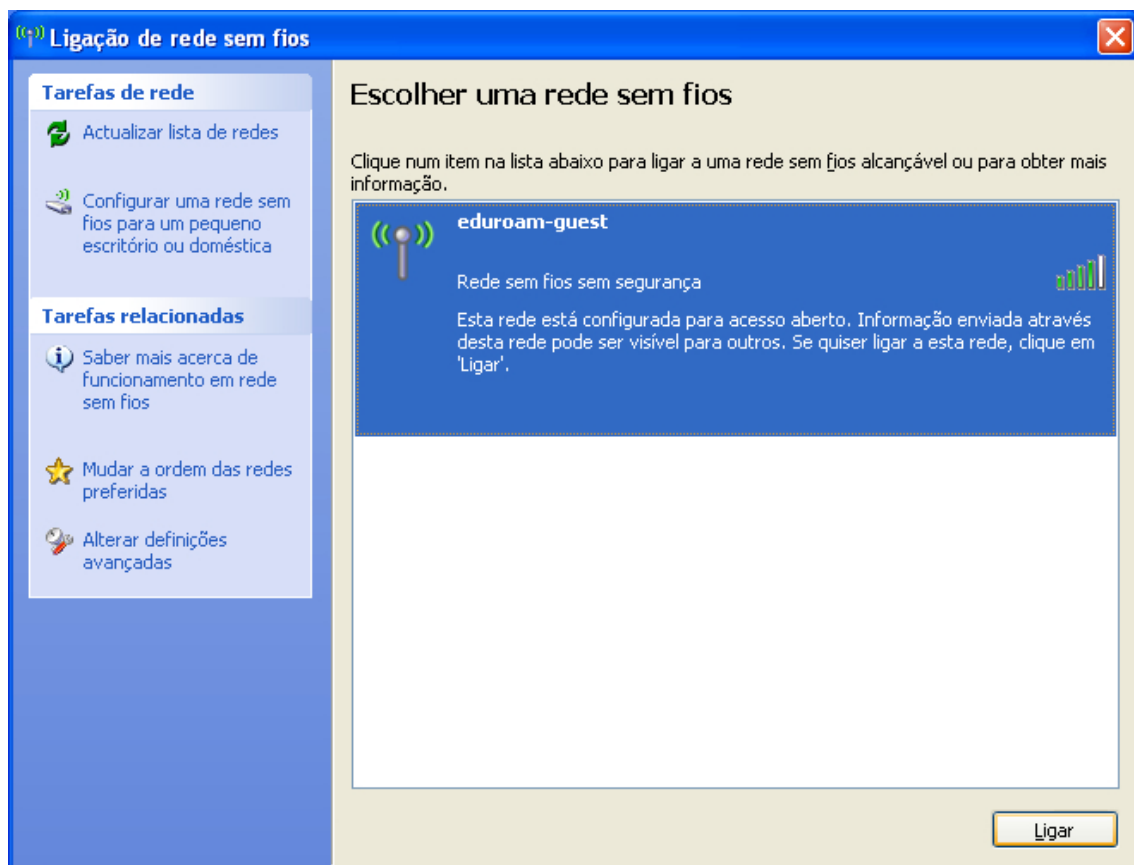 Ligação de rede sem fios
Tarefas de rede
Actualizar lista de redes
Configurar uma rede sem
fios para um pequeno
escritório ou doméstica
Tarefas relacionadas
Saber mais acerca de
funcionamento em rede
sem fios
Mudar a ordem das redes
preferidas
Alterar definições
avançadas
Escolher uma rede sem fios
Clique num item na lista abaixo para ligar a uma rede sem fios alcançável ou para obter mais
informação.
eduroam-guest
Rede sem fios sem segurança
Esta rede está configurada para acesso aberto. Informação enviada através
desta rede pode ser visível para outros. Se quiser ligar a esta rede, clique em
'Ligar'.
Ligar